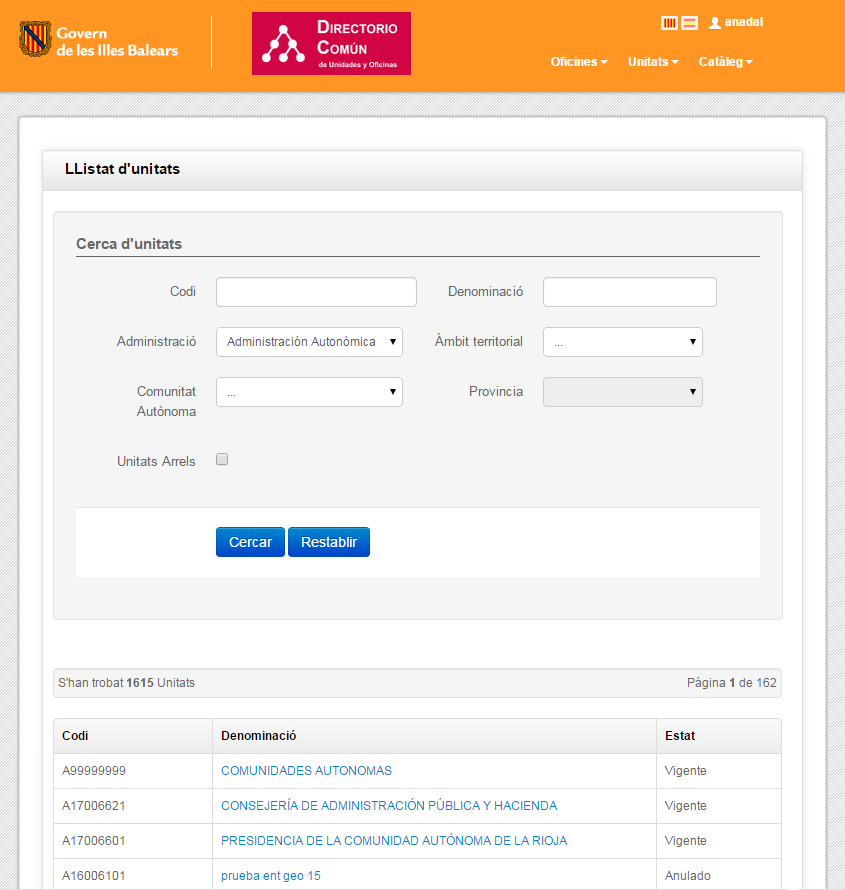 Govern
de les Illes Balears
DIRECTORIO
COMÚN
de Unidades y Oficinas
anadal
Oficines Unitats Catàleg
LListat d'unitats
Cerca d'unitats
Codi Denominació
Administració Administración Autonómica Àmbit territorial ...
Comunitat
Autònoma ... Provincia
Unitats Arrels
Cercar Restablir
S'han trobat 1615 Unitats Página 1 de 162
Codi Denominació Estat
A99999999 COMUNIDADES AUTONOMAS Vigente
A17006621 CONSEJERÍA DE ADMINISTRACIÓN PÚBLICA Y HACIENDA Vigente
A17006601 PRESIDENCIA DE LA COMUNIDAD AUTÓNOMA DE LA RIOJA Vigente
A16006101 prueba ent geo 15 Anulado